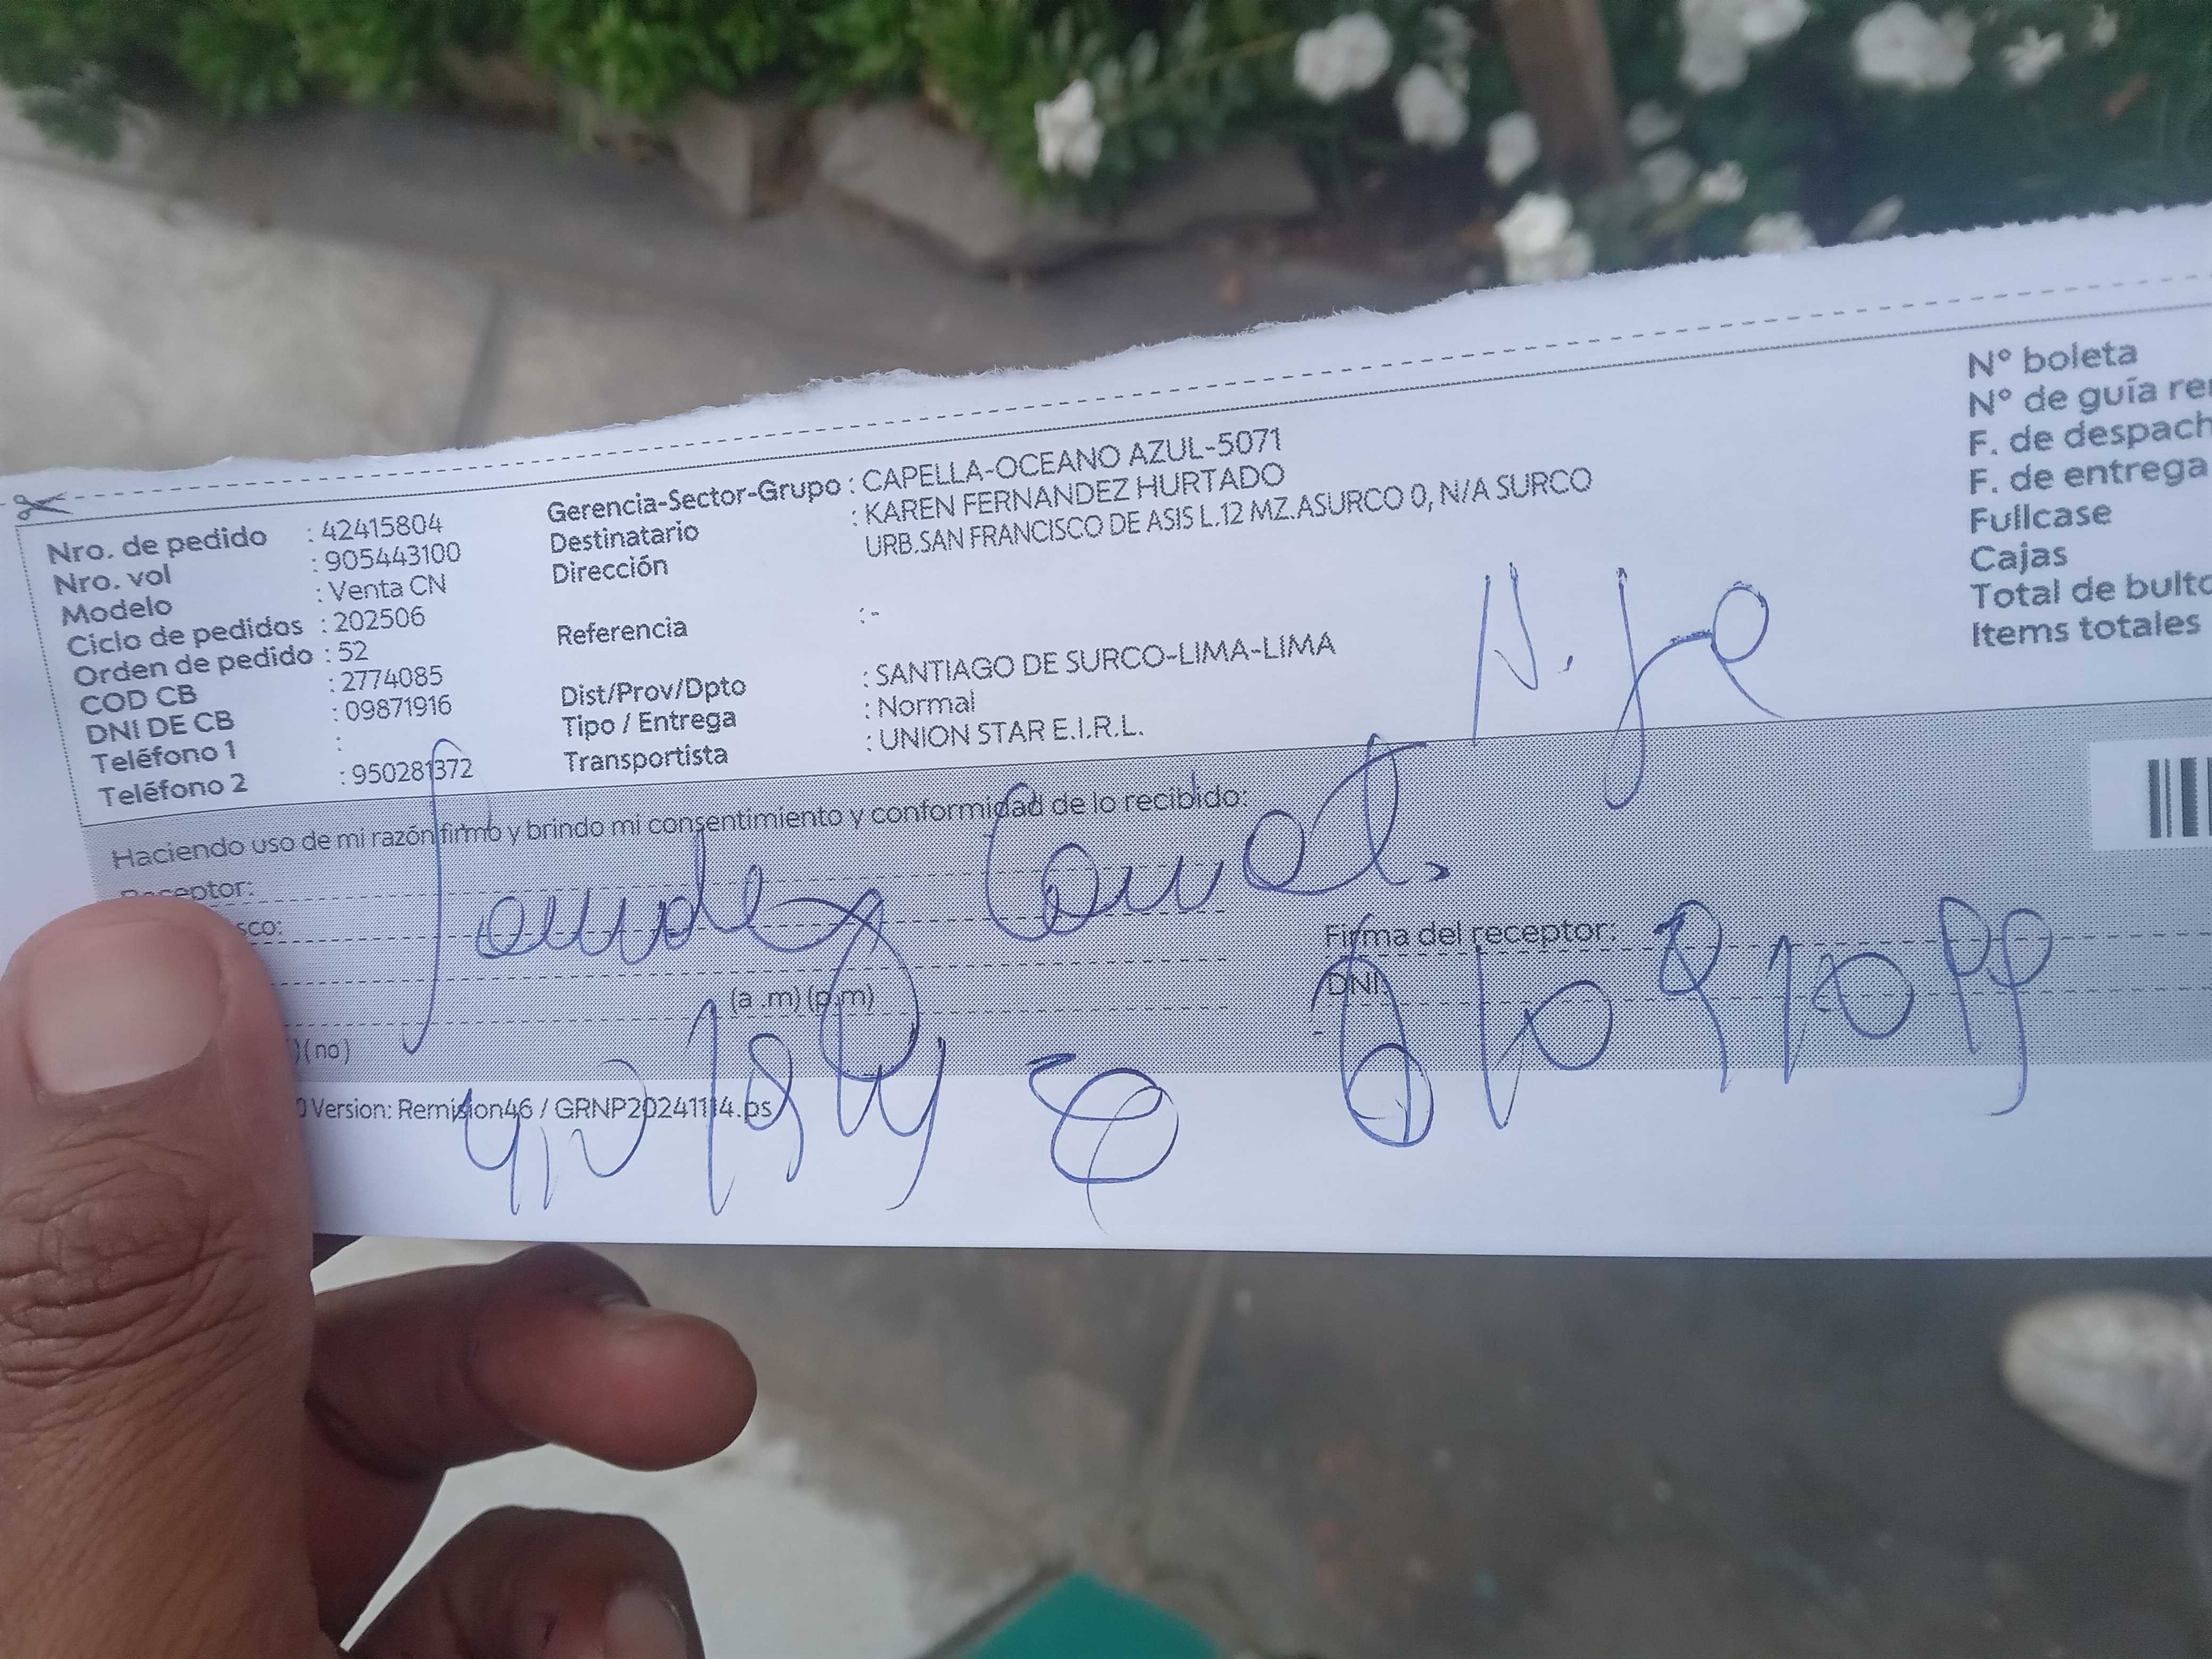 Nro. de pedido : 42415804
Nro. vol : 905443100
Modelo : Venta CN
Ciclo de pedidos : 202506
Orden de pedido : 52
COD CB : 2774085
DNI DE CB : 09871916
Teléfono 1 :
Teléfono 2 : 950281372
Gerencia-Sector-Grupo : CAPELLA-OCEANO AZUL-5071
Destinatario : KAREN FERNANDEZ HURTADO
Dirección URB.SAN FRANCISCO DE ASIS L.12 MZ.ASURCO 0, N/A SURCO
Referencia :-
Dist/Prov/Dpto : SANTIAGO DE SURCO-LIMA-LIMA
Tipo / Entrega : Normal
Transportista : UNION STAR E.I.R.L.
Nº boleta
Nº de guía
F. de despach
F. de entrega
Fullcase
Cajas
Total de bulto
Items totales
Haciendo uso de mi razón firmo y brindo mi consentimiento y conformidad de lo recibido:
Receptor:
Firma del receptor:
(a .m) (p.m)
DNI:
)(no)
Version: Remision46 / GRNP20241114.ps